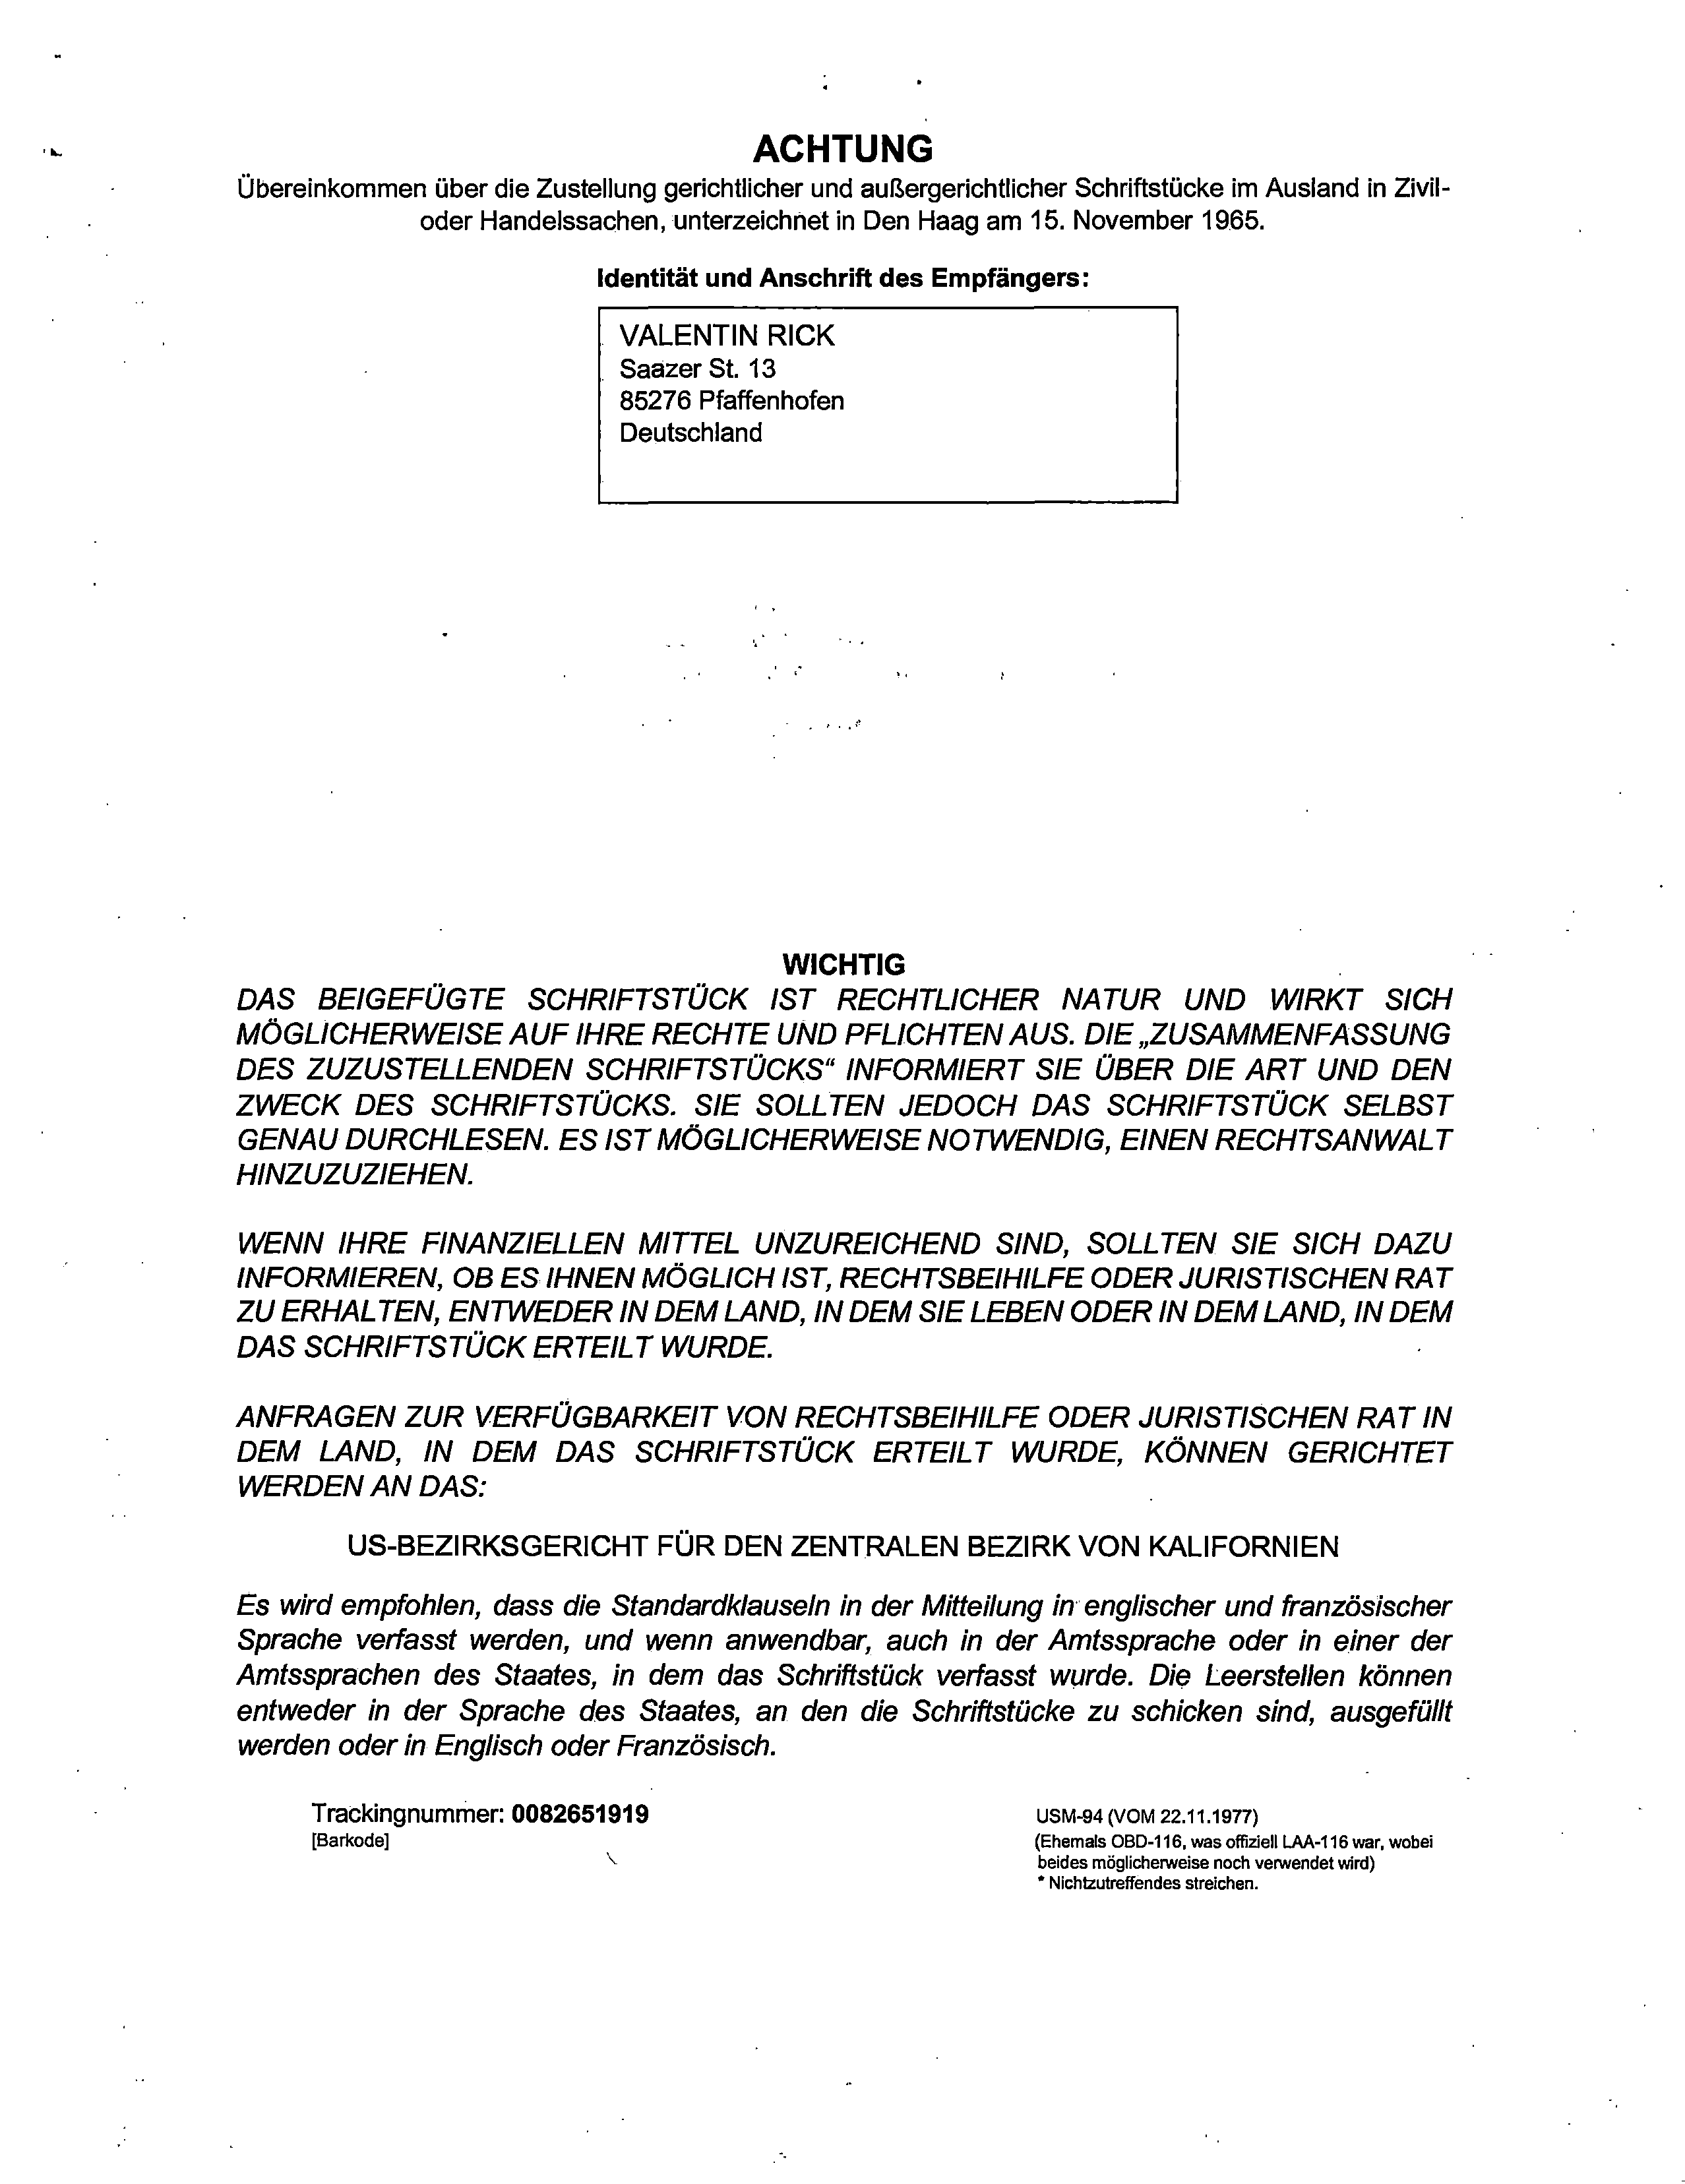 ACHTUNG
Übereinkommen über die Zustellung gerichtlicher und außergerichtlicher Schriftstücke im Ausland in Zivil-
oder Handelssachen, unterzeichnet in Den Haag am 15. November 1965.
Identität und Anschrift des Empfängers:
VALENTIN RICK
Saazer St. 13
85276 Pfaffenhofen
Deutschland
WICHTIG
DAS BEIGEFÜGTE SCHRIFTSTÜCK IST RECHTLICHER NATUR UND WIRKT SICH
MÖGLICHERWEISE AUF IHRE RECHTE UND PFLICHTEN AUS. DIE „ZUSAMMENFASSUNG
DES ZUZUSTELLENDEN SCHRIFTSTÜCKS“ INFORMIERT SIE ÜBER DIE ART UND DEN
ZWECK DES SCHRIFTSTÜCKS. SIE SOLLTEN JEDOCH DAS SCHRIFTSTÜCK SELBST
GENAU DURCHLESEN. ES IST MÖGLICHERWEISE NOTWENDIG, EINEN RECHTSANWALT
HINZUZUZIEHEN.
WENN IHRE FINANZIELLEN MITTEL UNZUREICHEND SIND, SOLLTEN SIE SICH DAZU
INFORMIEREN, OB ES IHNEN MÖGLICH IST, RECHTSBEIHILFE ODER JURISTISCHEN RAT
ZU ERHALTEN, ENTWEDER IN DEM LAND, IN DEM SIE LEBEN ODER IN DEM LAND, IN DEM
DAS SCHRIFTSTÜCK ERTEILT WURDE.
ANFRAGEN ZUR VERFÜGBARKEIT VON RECHTSBEIHILFE ODER JURISTISCHEN RAT IN
DEM LAND, IN DEM DAS SCHRIFTSTÜCK ERTEILT WURDE, KÖNNEN GERICHTET
WERDEN AN DAS:
US-BEZIRKSGERICHT FÜR DEN ZENTRALEN BEZIRK VON KALIFORNIEN
Es wird empfohlen, dass die Standardklauseln in der Mitteilung in englischer und französischer
Sprache verfasst werden, und wenn anwendbar, auch in der Amtssprache oder in einer der
Amtssprachen des Staates, in dem das Schriftstück verfasst wurde. Die Leerstellen können
entweder in der Sprache des Staates, an den die Schriftstücke zu schicken sind, ausgefüllt
werden oder in Englisch oder Französisch.
Trackingnummer: 0082651919
[Barkode]
USM-94 (VOM 22.11.1977)
(Ehemals OBD-116, was offiziell LAA-116 war, wobei
beides möglicherweise noch verwendet wird)
* Nichtzutreffendes streichen.